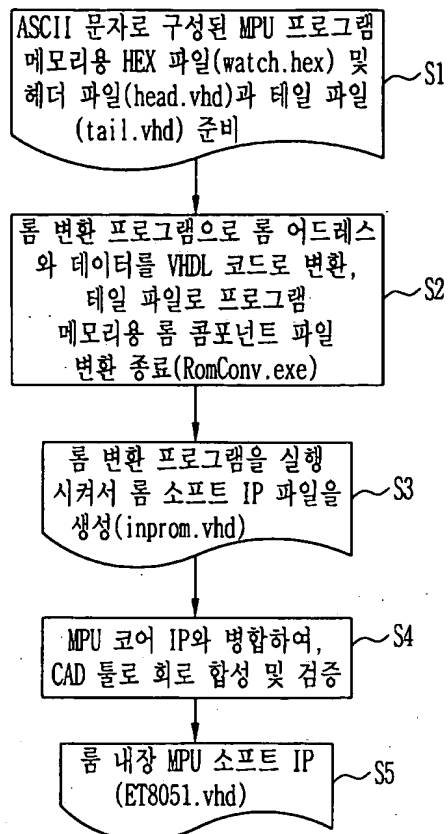 ASCII 문자로 구성된 MPU 프로그램
메모리용 HEX 파일(watch.hex) 및
헤더 파일(head.vhd)과 테일 파일
(tail.vhd) 준비
S1
롬 변환 프로그램으로 롬 어드레스
와 데이터를 VHDL 코드로 변환,
테일 파일로 프로그램
메모리용 롬 콤포넌트 파일
변환 종료(RomConv.exe)
S2
롬 변환 프로그램을 실행
시켜서 롬 소프트 IP 파일을
생성(inprom.vhd)
S3
MPU 코어 IP와 병합하여,
CAD 툴로 회로 합성 및 검증
S4
룸 내장 MPU 소프트 IP
(ET8051.vhd)
S5